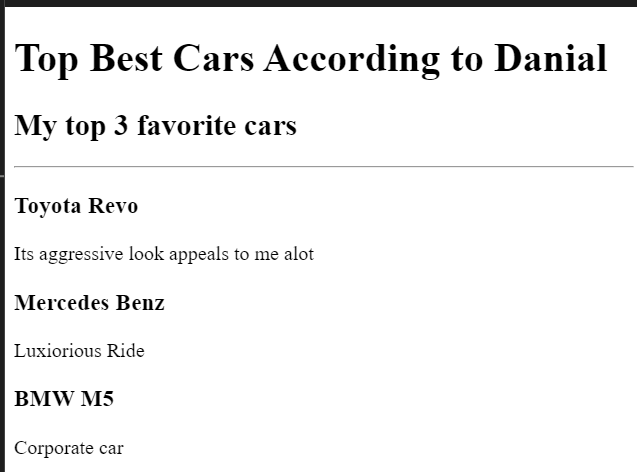 Top Best Cars According to Danial
My top 3 favorite cars
Toyota Revo
Its aggressive look appeals to me alot
Mercedes Benz
Luxiorious Ride
BMW M5
Corporate car